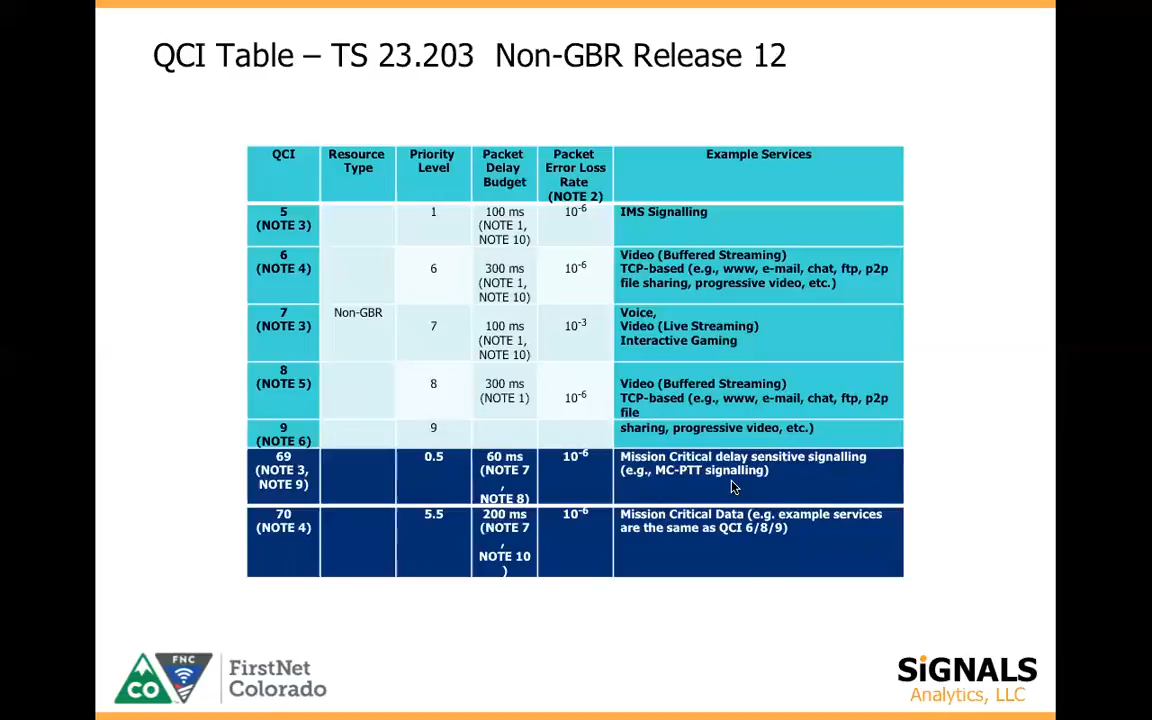 QCI Table – TS 23.203 Non-GBR Release 12
QCI Resource Type Priority Level Packet Delay Budget Packet Error Loss Rate (NOTE 2) Example Services
5 (NOTE 3) 1 100 ms (NOTE 1, NOTE 10) 10-6 IMS Signalling
6 (NOTE 4) 6 300 ms (NOTE 1, NOTE 10) 10-6 Video (Buffered Streaming)
TCP-based (e.g., www, e-mail, chat, ftp, p2p
file sharing, progressive video, etc.)
7 (NOTE 3) Non-GBR 7 100 ms (NOTE 1, NOTE 10) 10-3 Voice,
Video (Live Streaming)
Interactive Gaming
8 (NOTE 5) 8 300 ms (NOTE 1) 10-6 Video (Buffered Streaming)
TCP-based (e.g., www, e-mail, chat, ftp, p2p
file
9 (NOTE 6) 9 sharing, progressive video, etc.)
69 (NOTE 3, NOTE 9) 0.5 60 ms (NOTE 7, NOTE 8) 10-6 Mission Critical delay sensitive signalling
(e.g., MC-PTT signalling)
70 (NOTE 4) 5.5 200 ms (NOTE 7, NOTE 10) 10-6 Mission Critical Data (e.g. example services
are the same as QCI 6/8/9)
FNC
CO
FirstNet
Colorado
SiGNALS
Analytics, LLC